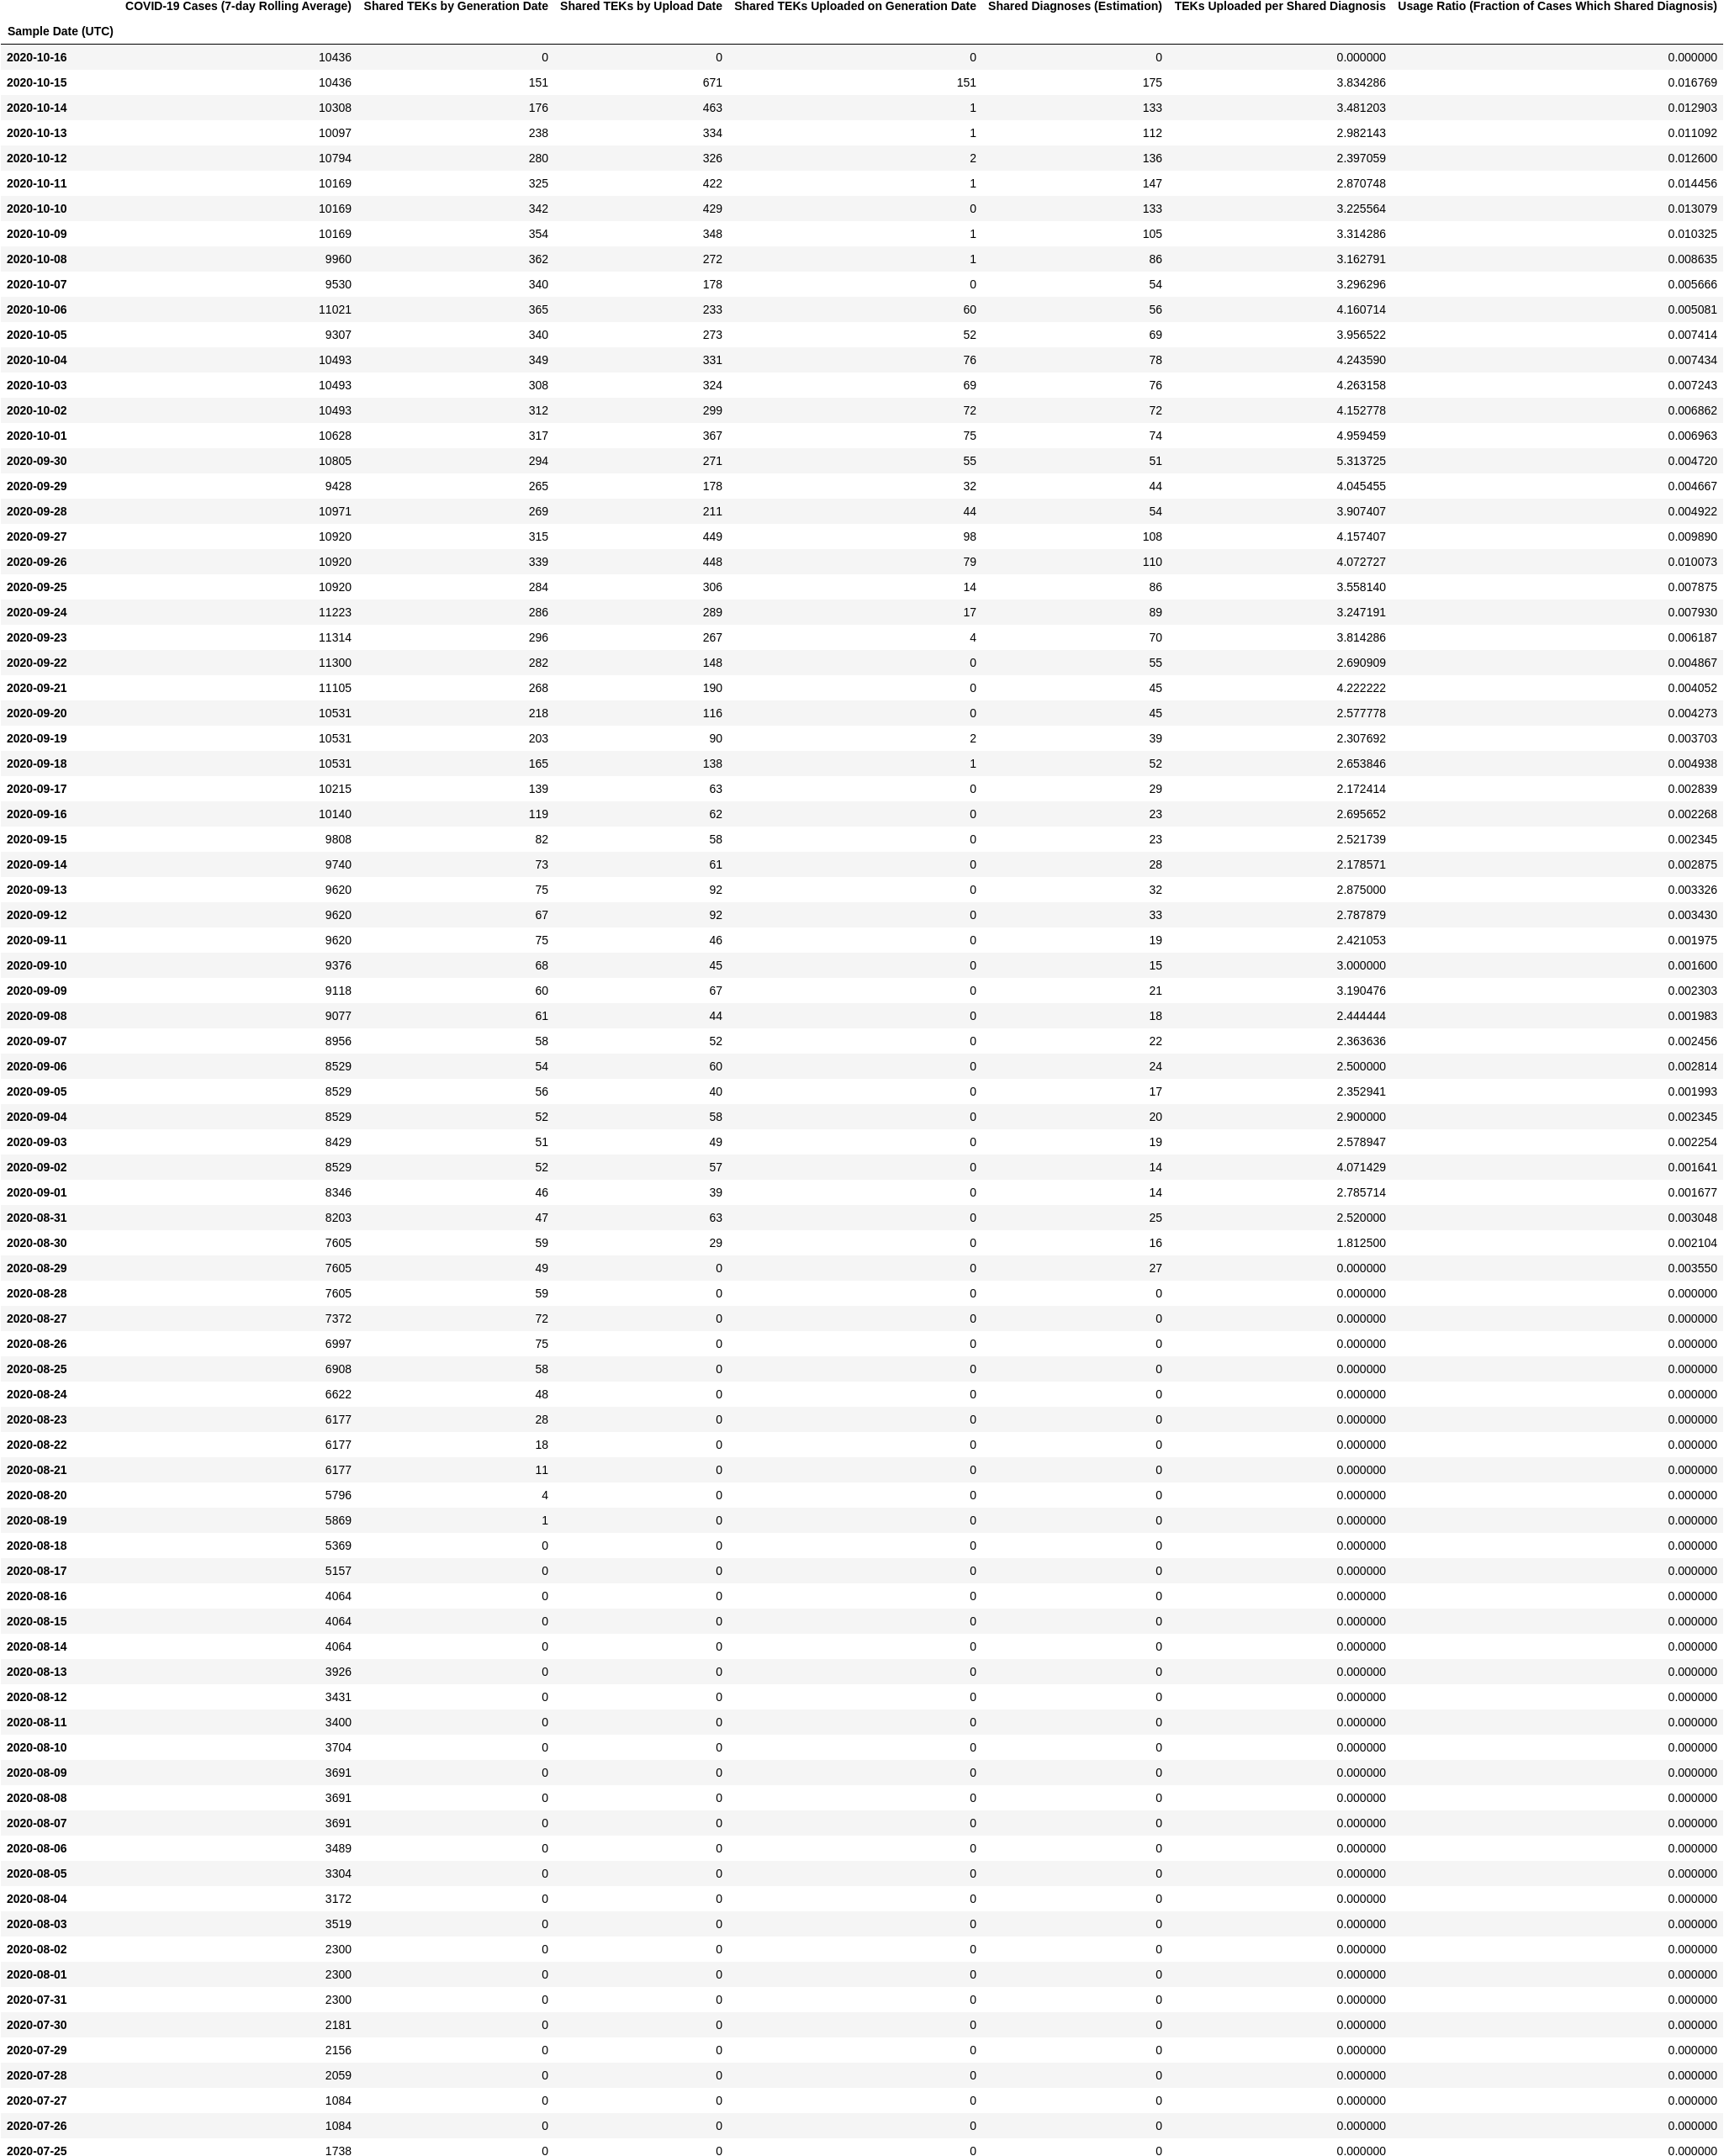 COVID-19 Cases (7-day Rolling Average) Shared TEKs by Generation Date Shared TEKs by Upload Date Shared TEKs Uploaded on Generation Date Shared Diagnoses (Estimation) TEKs Uploaded per Shared Diagnosis Usage Ratio (Fraction of Cases Which Shared Diagnosis)
Sample Date (UTC)
2020-10-16 10436 0 0 0 0 0.000000 0.000000
2020-10-15 10436 151 671 151 175 3.834286 0.016769
2020-10-14 10308 176 463 1 133 3.481203 0.012903
2020-10-13 10097 238 334 1 112 2.982143 0.011092
2020-10-12 10794 280 326 2 136 2.397059 0.012600
2020-10-11 10169 325 422 1 147 2.870748 0.014456
2020-10-10 10169 342 429 0 133 3.225564 0.013079
2020-10-09 10169 354 348 1 105 3.314286 0.010325
2020-10-08 9960 362 272 1 86 3.162791 0.008635
2020-10-07 9530 340 178 0 54 3.296296 0.005666
2020-10-06 11021 365 233 60 56 4.160714 0.005081
2020-10-05 9307 340 273 52 69 3.956522 0.007414
2020-10-04 10493 349 331 76 78 4.243590 0.007434
2020-10-03 10493 308 324 69 76 4.263158 0.007243
2020-10-02 10493 312 299 72 72 4.152778 0.006862
2020-10-01 10628 317 367 75 74 4.959459 0.006963
2020-09-30 10805 294 271 55 51 5.313725 0.004720
2020-09-29 9428 265 178 32 44 4.045455 0.004667
2020-09-28 10971 269 211 44 54 3.907407 0.004922
2020-09-27 10920 315 449 98 108 4.157407 0.009890
2020-09-26 10920 339 448 79 110 4.072727 0.010073
2020-09-25 10920 284 306 14 86 3.558140 0.007875
2020-09-24 11223 286 289 17 89 3.247191 0.007930
2020-09-23 11314 296 267 4 70 3.814286 0.006187
2020-09-22 11300 282 148 0 55 2.690909 0.004867
2020-09-21 11105 268 190 0 45 4.222222 0.004052
2020-09-20 10531 218 116 0 45 2.577778 0.004273
2020-09-19 10531 203 90 2 39 2.307692 0.003703
2020-09-18 10531 165 138 1 52 2.653846 0.004938
2020-09-17 10215 139 63 0 29 2.172414 0.002839
2020-09-16 10140 119 62 0 23 2.695652 0.002268
2020-09-15 9808 82 58 0 23 2.521739 0.002345
2020-09-14 9740 73 61 0 28 2.178571 0.002875
2020-09-13 9620 75 92 0 32 2.875000 0.003326
2020-09-12 9620 67 92 0 33 2.787879 0.003430
2020-09-11 9620 75 46 0 19 2.421053 0.001975
2020-09-10 9376 68 45 0 15 3.000000 0.001600
2020-09-09 9118 60 67 0 21 3.190476 0.002303
2020-09-08 9077 61 44 0 18 2.444444 0.001983
2020-09-07 8956 58 52 0 22 2.363636 0.002456
2020-09-06 8529 54 60 0 24 2.500000 0.002814
2020-09-05 8529 56 40 0 17 2.352941 0.001993
2020-09-04 8529 52 58 0 20 2.900000 0.002345
2020-09-03 8429 51 49 0 19 2.578947 0.002254
2020-09-02 8529 52 57 0 14 4.071429 0.001641
2020-09-01 8346 46 39 0 14 2.785714 0.001677
2020-08-31 8203 47 63 0 25 2.520000 0.003048
2020-08-30 7605 59 29 0 16 1.812500 0.002104
2020-08-29 7605 49 0 0 27 0.000000 0.003550
2020-08-28 7605 59 0 0 0 0.000000 0.000000
2020-08-27 7372 72 0 0 0 0.000000 0.000000
2020-08-26 6997 75 0 0 0 0.000000 0.000000
2020-08-25 6908 58 0 0 0 0.000000 0.000000
2020-08-24 6622 48 0 0 0 0.000000 0.000000
2020-08-23 6177 28 0 0 0 0.000000 0.000000
2020-08-22 6177 18 0 0 0 0.000000 0.000000
2020-08-21 6177 11 0 0 0 0.000000 0.000000
2020-08-20 5796 4 0 0 0 0.000000 0.000000
2020-08-19 5869 1 0 0 0 0.000000 0.000000
2020-08-18 5369 0 0 0 0 0.000000 0.000000
2020-08-17 5157 0 0 0 0 0.000000 0.000000
2020-08-16 4064 0 0 0 0 0.000000 0.000000
2020-08-15 4064 0 0 0 0 0.000000 0.000000
2020-08-14 4064 0 0 0 0 0.000000 0.000000
2020-08-13 3926 0 0 0 0 0.000000 0.000000
2020-08-12 3431 0 0 0 0 0.000000 0.000000
2020-08-11 3400 0 0 0 0 0.000000 0.000000
2020-08-10 3704 0 0 0 0 0.000000 0.000000
2020-08-09 3691 0 0 0 0 0.000000 0.000000
2020-08-08 3691 0 0 0 0 0.000000 0.000000
2020-08-07 3691 0 0 0 0 0.000000 0.000000
2020-08-06 3489 0 0 0 0 0.000000 0.000000
2020-08-05 3304 0 0 0 0 0.000000 0.000000
2020-08-04 3172 0 0 0 0 0.000000 0.000000
2020-08-03 3519 0 0 0 0 0.000000 0.000000
2020-08-02 2300 0 0 0 0 0.000000 0.000000
2020-08-01 2300 0 0 0 0 0.000000 0.000000
2020-07-31 2300 0 0 0 0 0.000000 0.000000
2020-07-30 2181 0 0 0 0 0.000000 0.000000
2020-07-29 2156 0 0 0 0 0.000000 0.000000
2020-07-28 2059 0 0 0 0 0.000000 0.000000
2020-07-27 1084 0 0 0 0 0.000000 0.000000
2020-07-26 1084 0 0 0 0 0.000000 0.000000
2020-07-25 1738 0 0 0 0 0.000000 0.000000